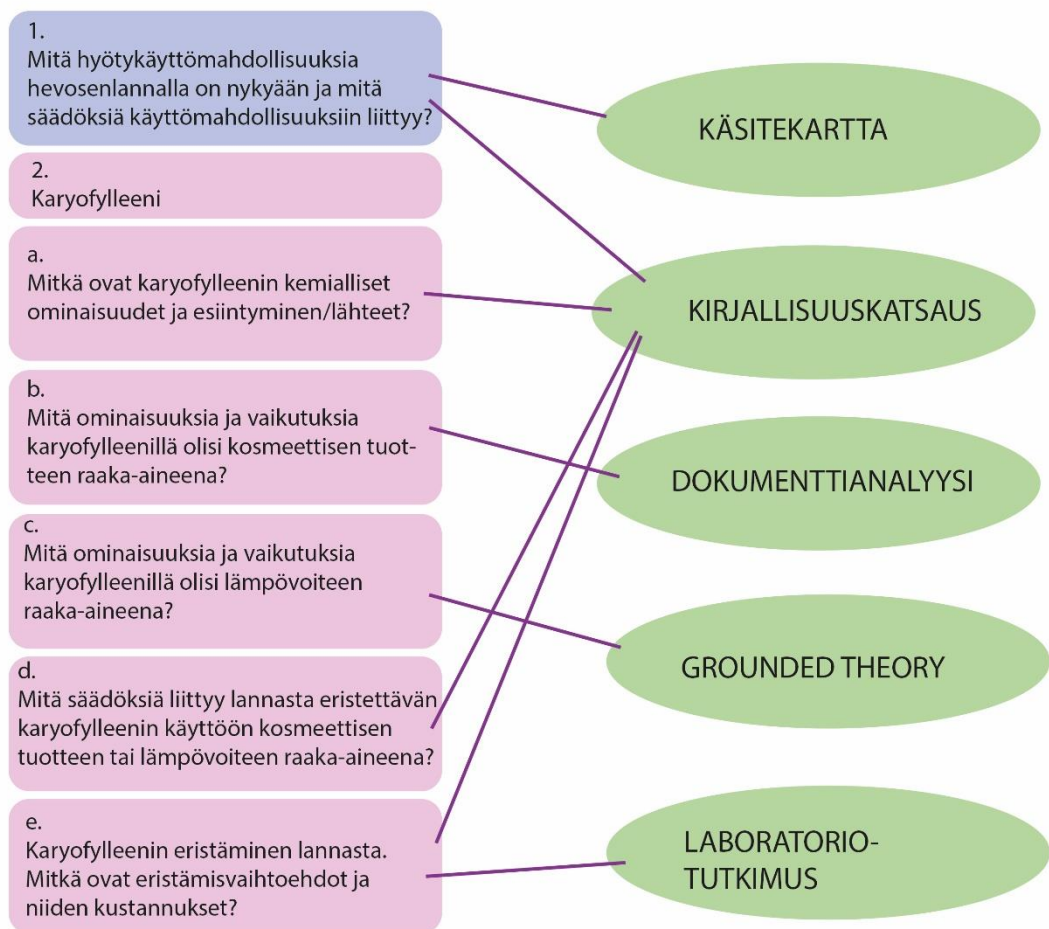 1.
Mitä hyötykäyttömahdollisuuksia
hevosenlannalla on nykyään ja mitä
säädöksiä käyttömahdollisuuksiin liittyy?
2.
Karyofylleeni
a.
Mitkä ovat karyofylleenin kemialliset
ominaisuudet ja esiintyminen/lähteet?
b.
Mitä ominaisuuksia ja vaikutuksia
karyofylleenillä olisi kosmeettisen tuot-
teen raaka-aineena?
c.
Mitä ominaisuuksia ja vaikutuksia
karyofylleenillä olisi lämpövoiteen
raaka-aineena?
d.
Mitä säädöksiä liittyy lannasta eristettävän
karyofylleenin käyttöön kosmeettisen
tuotteen tai lämpövoiteen raaka-aineena?
e.
Karyofylleenin eristäminen lannasta.
Mitkä ovat eristämisvaihtoehdot ja
niiden kustannukset?
KÄSITEKARTTA
KIRJALLISUUSKATSAUS
DOKUMENTTIANALYYSI
GROUNDED THEORY
LABORATORIO-
TUTKIMUS